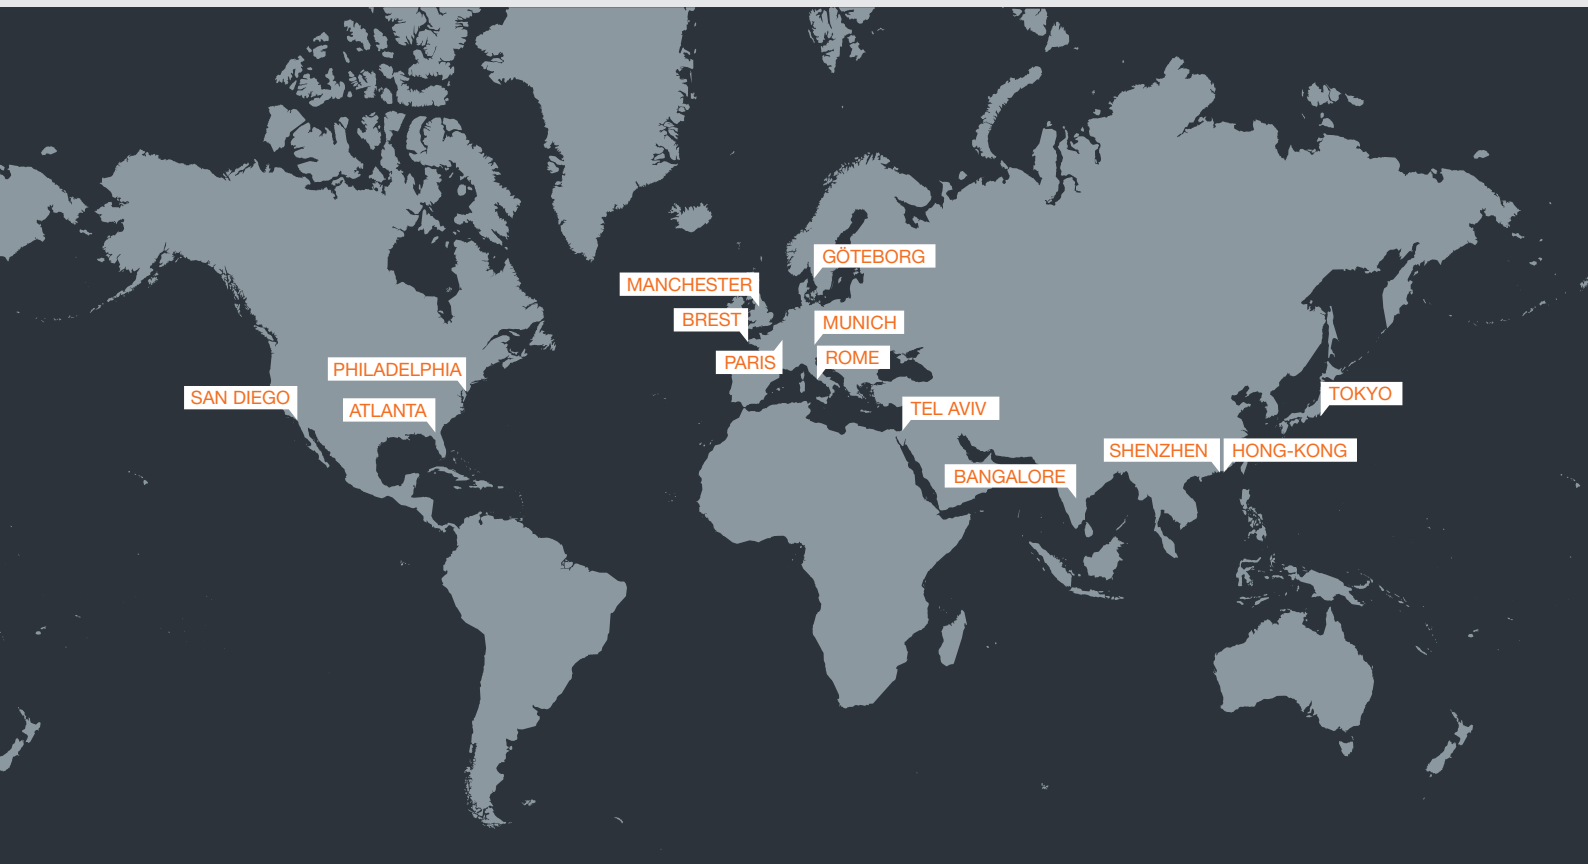 GÖTEBORG
MANCHESTER
BREST
MUNICH
PARIS
ROME
PHILADELPHIA
SAN DIEGO
ATLANTA
TEL AVIV
TOKYO
SHENZHEN
HONG-KONG
BANGALORE